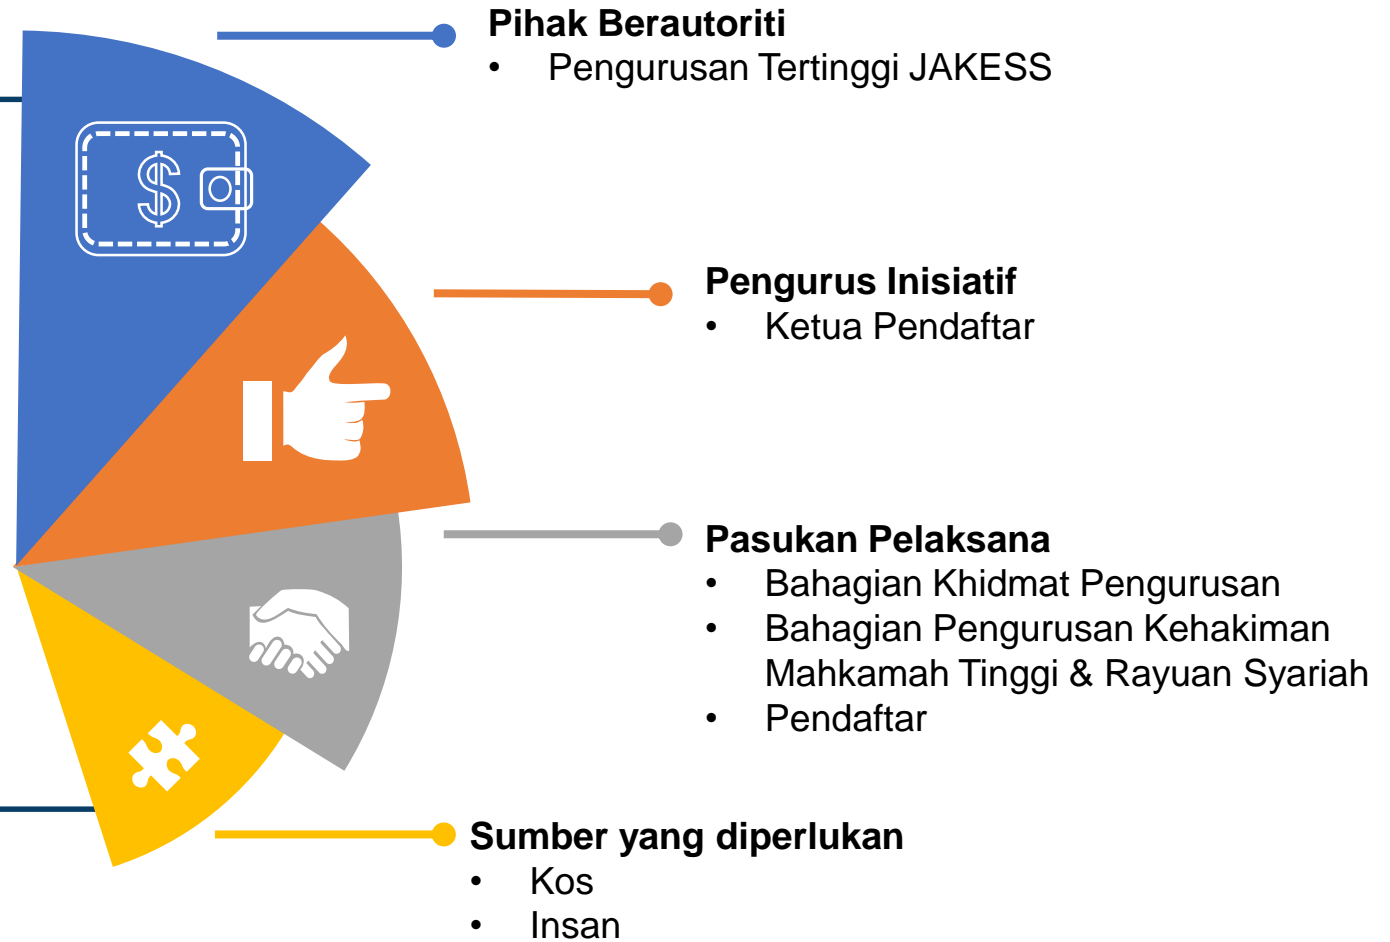 Pihak Berautoriti
• Pengurusan Tertinggi JAKESS
$
Pengurus Inisiatif
• Ketua Pendaftar
Pasukan Pelaksana
• Bahagian Khidmat Pengurusan
• Bahagian Pengurusan Kehakiman
Mahkamah Tinggi & Rayuan Syariah
• Pendaftar
Sumber yang diperlukan
• Kos
• Insan